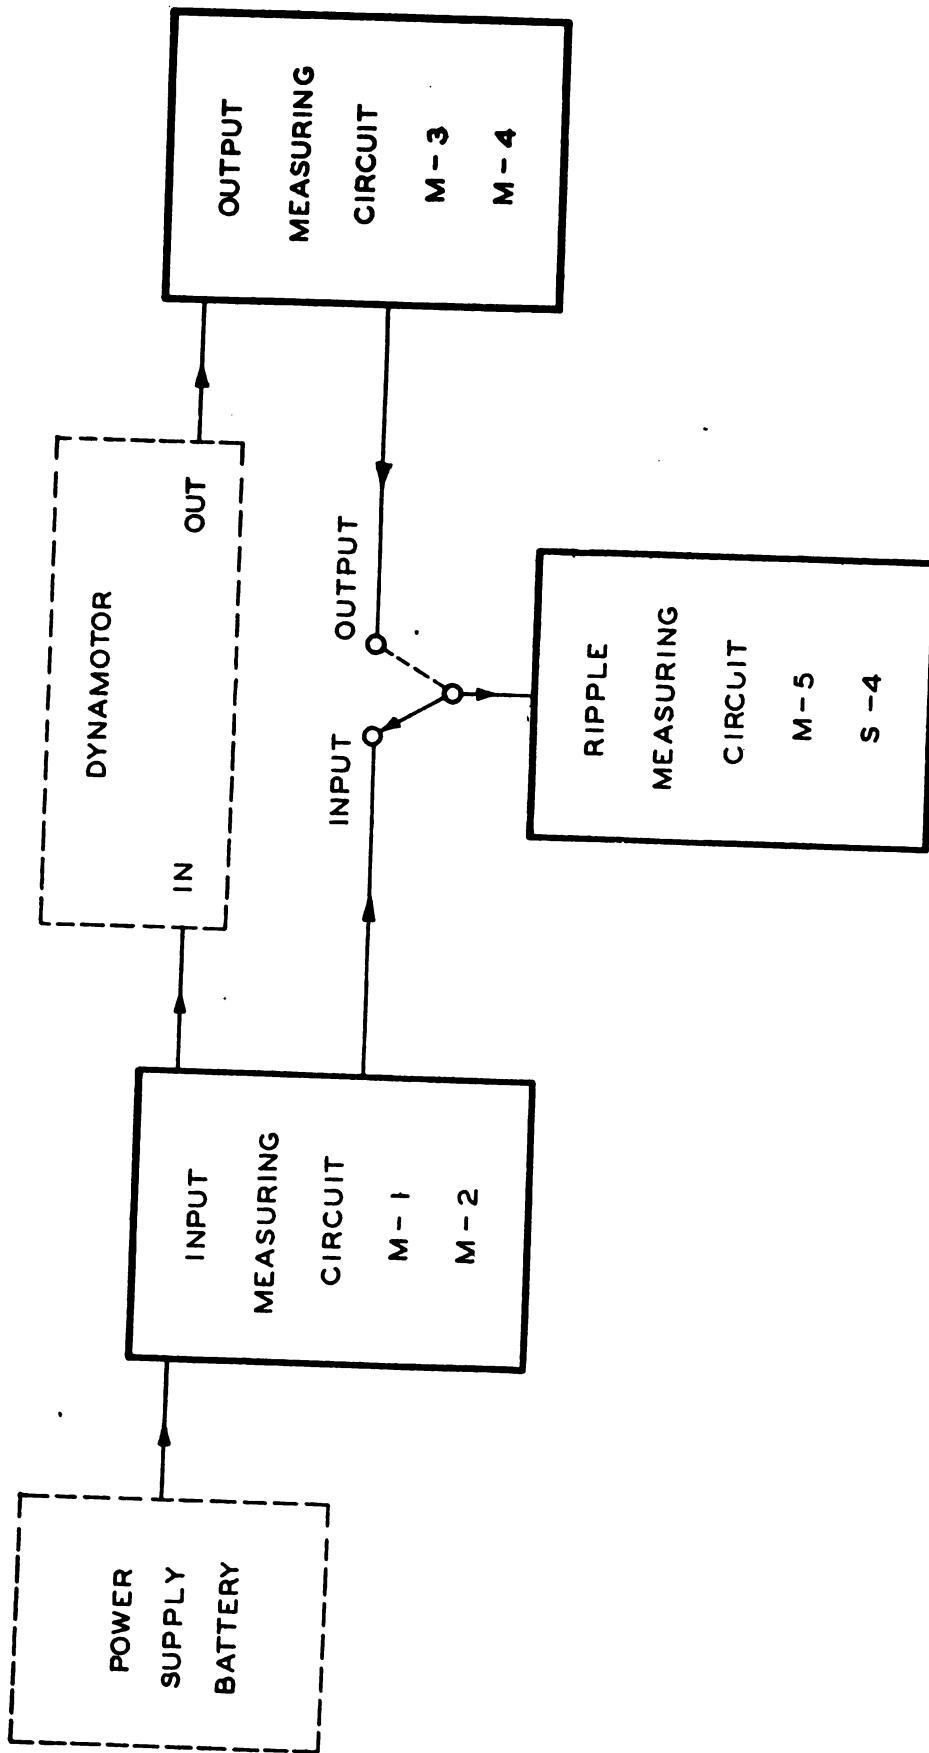 POWER
SUPPLY
BATTERY
INPUT
MEASURING
CIRCUIT
M-1
M-2
DYNAMOTOR
IN
OUT
INPUT
OUTPUT
RIPPLE
MEASURING
CIRCUIT
M-5
S-4
OUTPUT
MEASURING
CIRCUIT
M-3
M-4